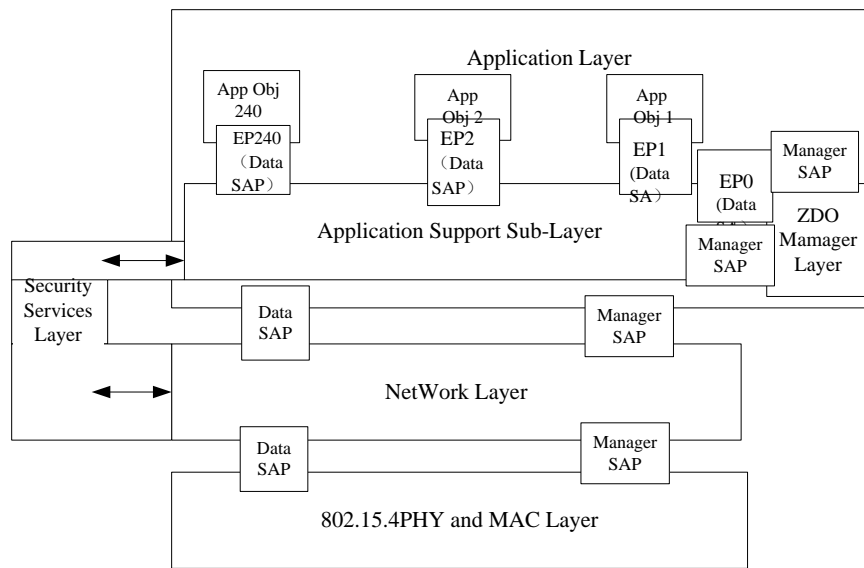 Application Layer
App Obj
240
App
Obj 2
App
Obj 1
EP240
（Data
SAP）
EP2
（Data
SAP）
EP1
(Data
SA)
EP0
(Data
Manager
SAP
Application Support Sub-Layer
Manager
SAP
ZDO
Mamager
Layer
Security
Services
Layer
Data
SAP
Manager
SAP
NetWork Layer
Data
SAP
Manager
SAP
802.15.4PHY and MAC Layer